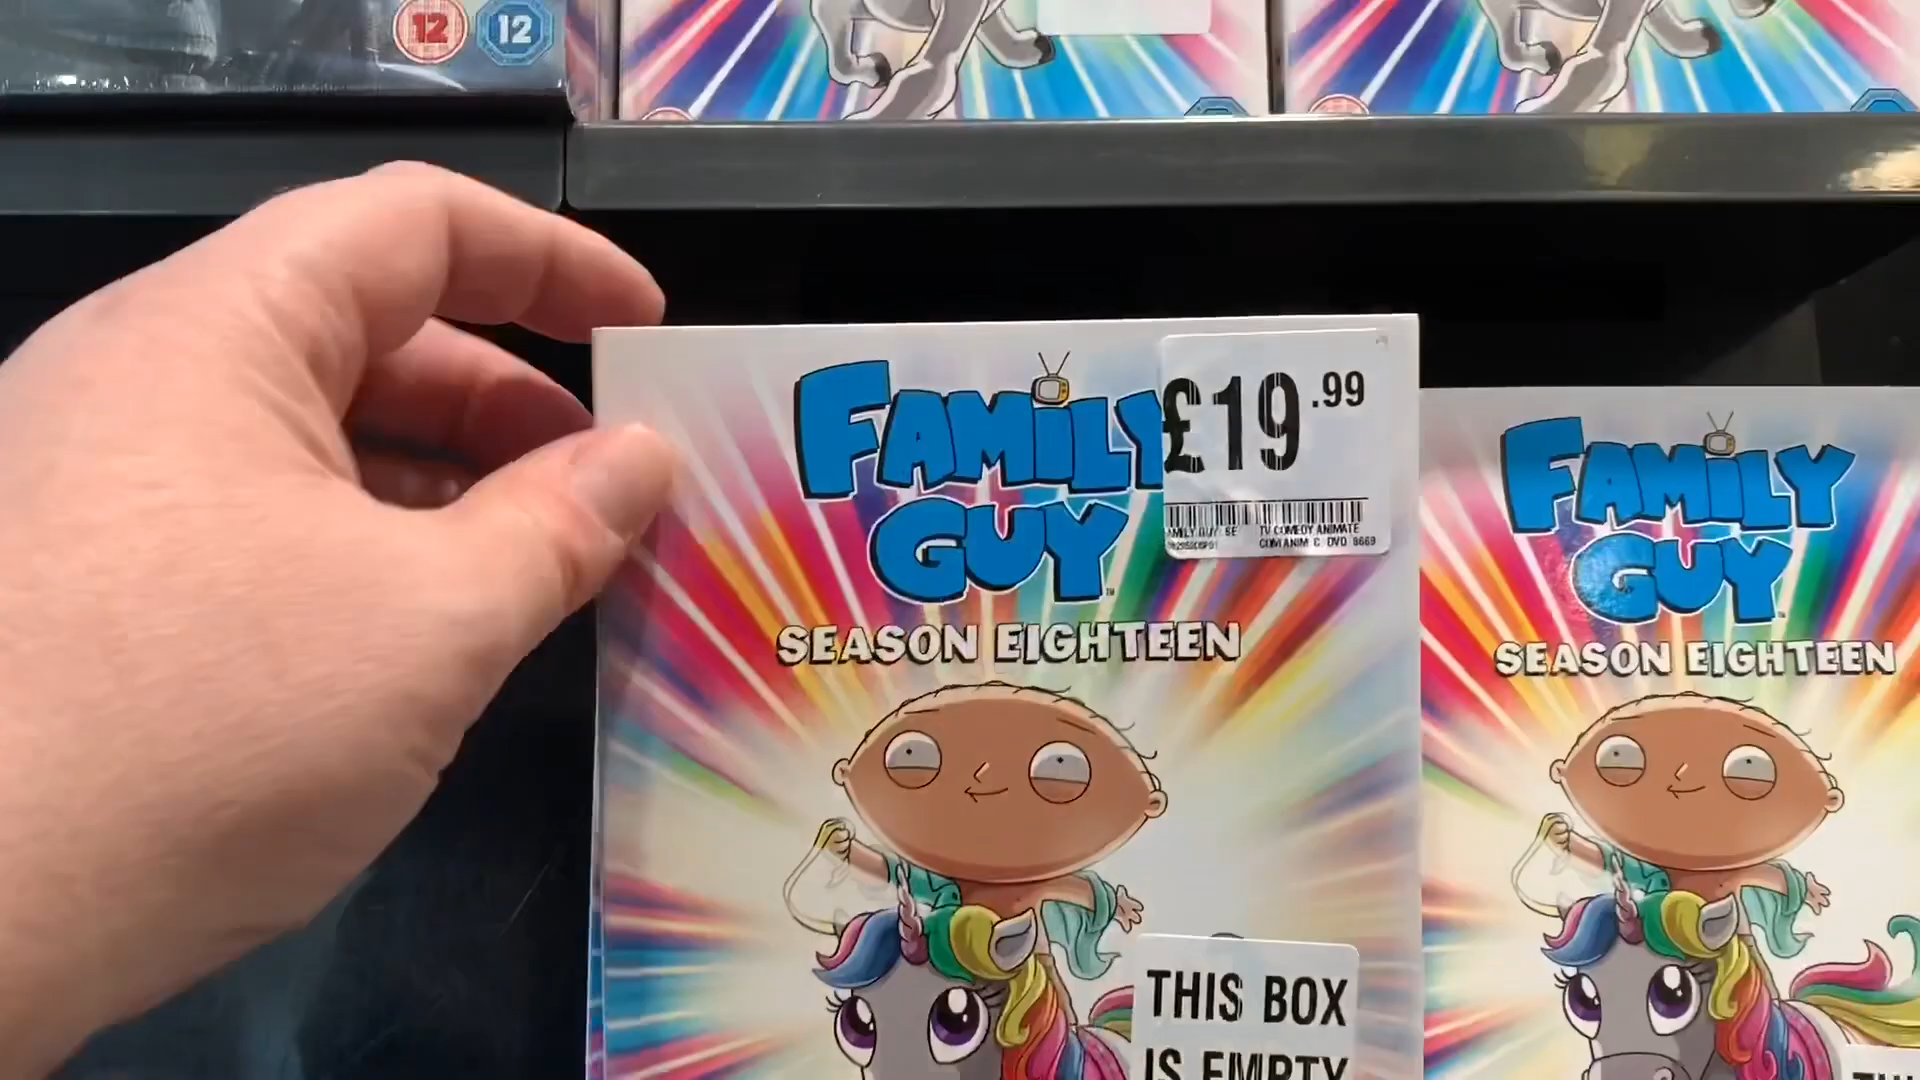 12 12
FAMILY
GUY
SEASON EIGHTEEN
£19.99
TV COMEDY ANIMATE
8669
THIS BOX
IS EMPTY
FAMILY
GUY
SEASON EIGHTEEN